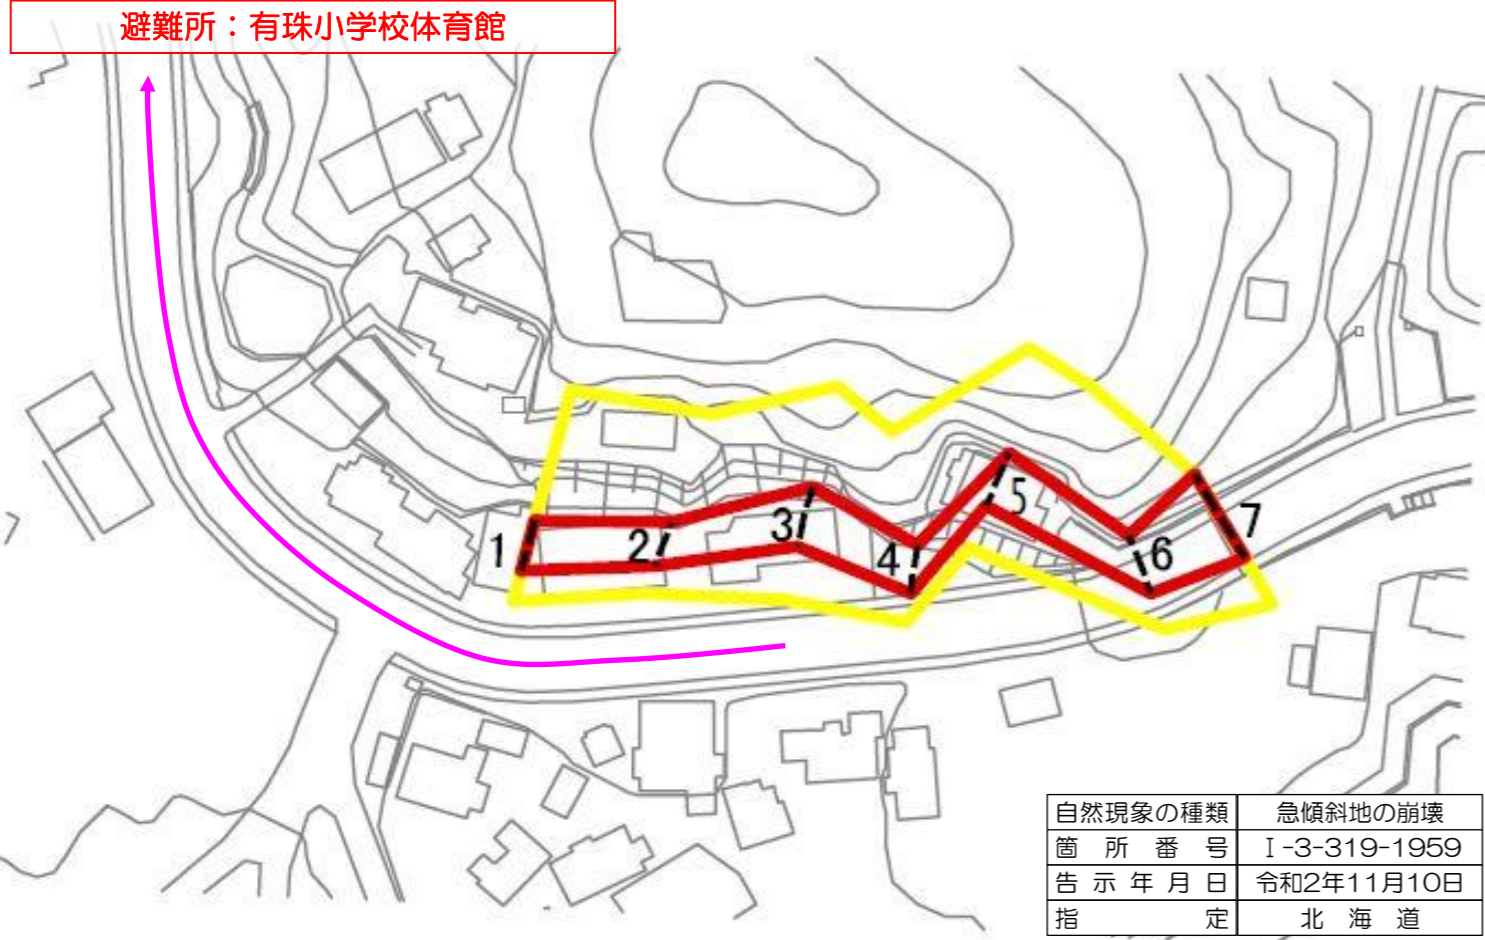 避難所：有珠小学校体育館
1
2
3
4
5
6
7
自然現象の種類 急傾斜地の崩壊
箇所番号 Ⅰ-3-319-1959
告示年月日 令和2年11月10日
指定 北海道